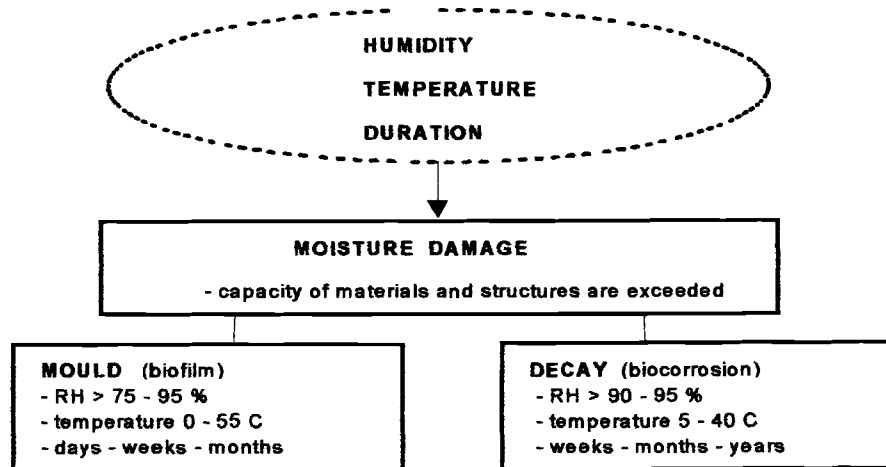 HUMIDITY
TEMPERATURE
DURATION
MOISTURE DAMAGE
- capacity of materials and structures are exceeded
MOULD (biofilm)
- RH > 75 - 95 %
- temperature 0 - 55 C
- days - weeks - months
DECAY (biocorrosion)
- RH > 90 - 95 %
- temperature 5 - 40 C
- weeks - months - years